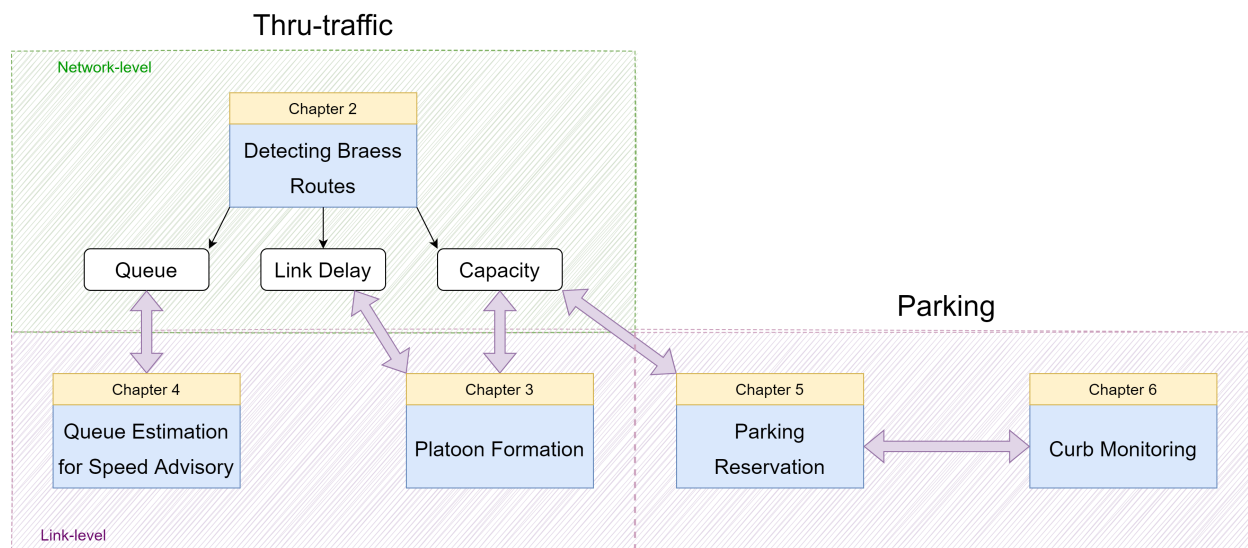 Thru-traffic
Network-level
Chapter 2
Detecting Braess
Routes
Queue
Link Delay
Capacity
Parking
Chapter 4
Queue Estimation
for Speed Advisory
Chapter 3
Platoon Formation
Chapter 5
Parking
Reservation
Chapter 6
Curb Monitoring
Link-level